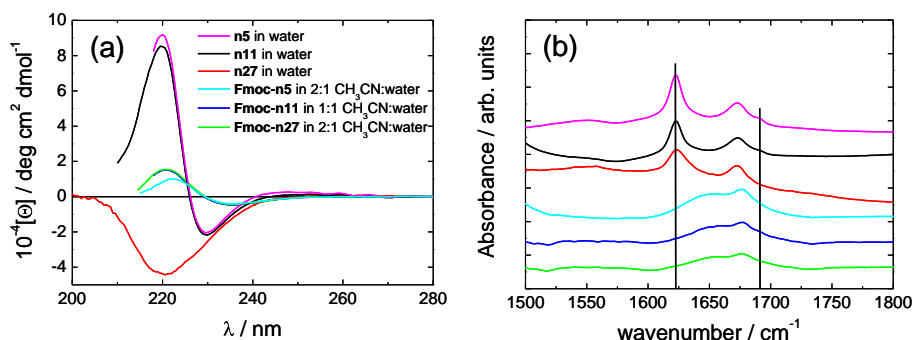 (a)
n5 in water
n11 in water
n27 in water
Fmoc-n5 in 2:1 CH3CN:water
Fmoc-n11 in 1:1 CH3CN:water
Fmoc-n27 in 2:1 CH3CN:water
10⁻⁴[Θ] / deg cm² dmol⁻¹
10
8
6
4
2
0
-2
-4
200 220 240 260 280
λ / nm
(b)
Absorbance / arb. units
1500 1550 1600 1650 1700 1750 1800
wavenumber / cm⁻¹